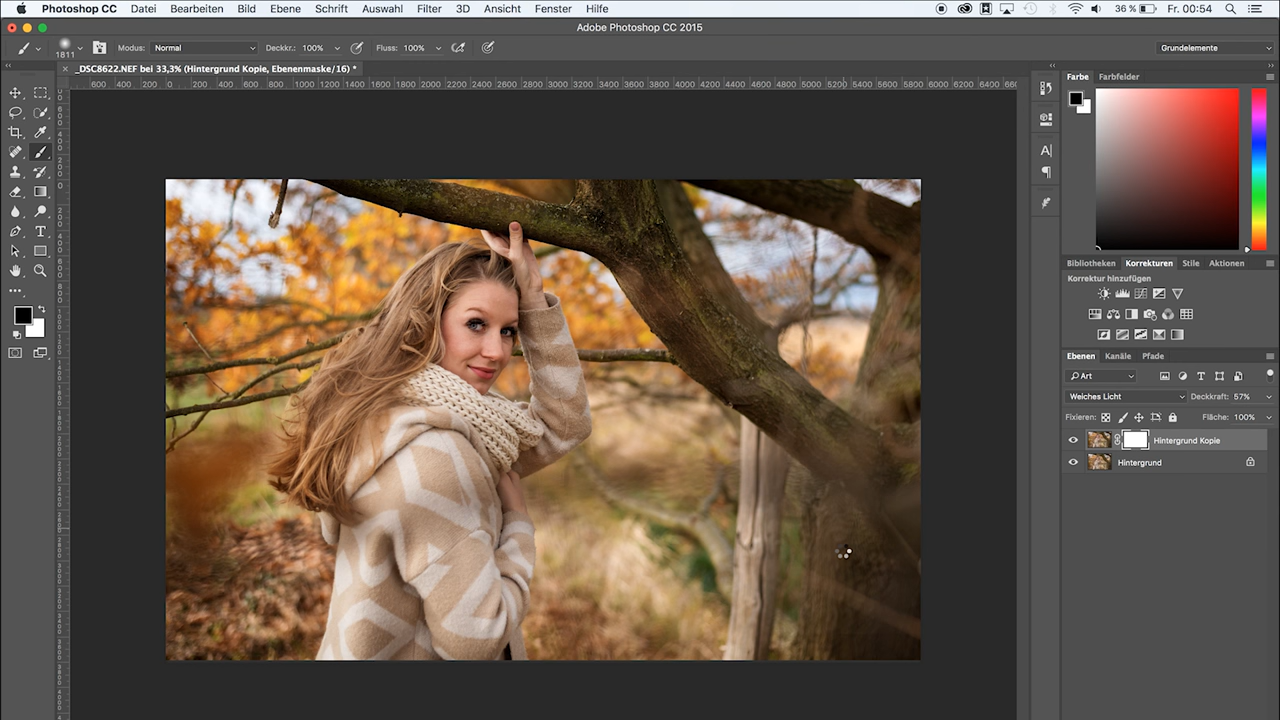 Photoshop CC Datei Bearbeiten Bild Ebene Schrift Auswahl Filter 3D Ansicht Fenster Hilfe 36 % Fr. 00:54
Adobe Photoshop CC 2015
1811 Modus: Normal Deckkr.: 100% Fluss: 100% Grundelemente
_DSC8622.NEF bei 33,3% (Hintergrund Kopie, Ebenenmaske/16) *
600 400 200 0 200 400 600 800 1000 1200 1400 1600 1800 2000 2200 2400 2600 2800 3000 3200 3400 3600 3800 4000 4200 4400 4600 4800 5000 5200 5400 5600 5800 6000 6200 6400
Farbe Farbfelder
Bibliotheken Korrekturen Stile Aktionen
Korrektur hinzufügen
Ebenen Kanäle Pfade
Art
Weiches Licht Deckkraft: 57%
Fixieren: Fläche: 100%
Hintergrund Kopie
Hintergrund